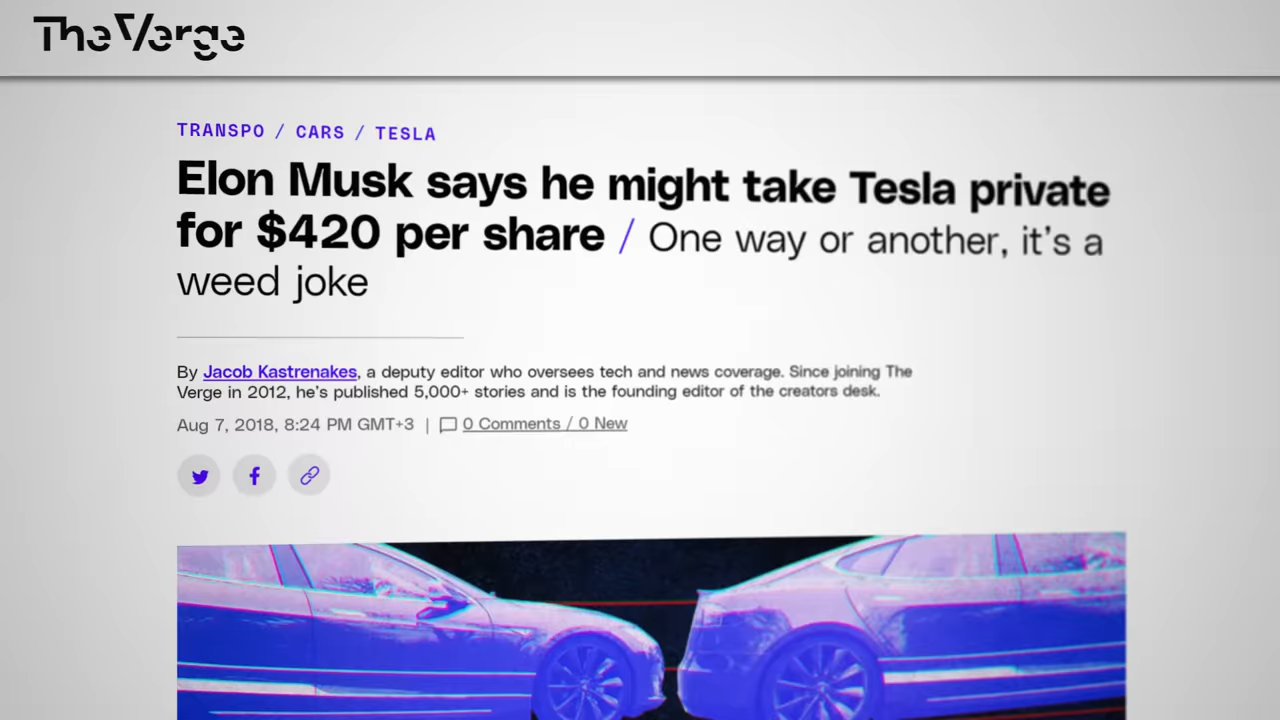 The Verge
TRANSPO / CARS / TESLA
Elon Musk says he might take Tesla private
for $420 per share / One way or another, it's a
weed joke
By Jacob Kastrenakes, a deputy editor who oversees tech and news coverage. Since joining The
Verge in 2012, he's published 5,000+ stories and is the founding editor of the creators desk.
Aug 7, 2018, 8:24 PM GMT+3 | 0 Comments / 0 New